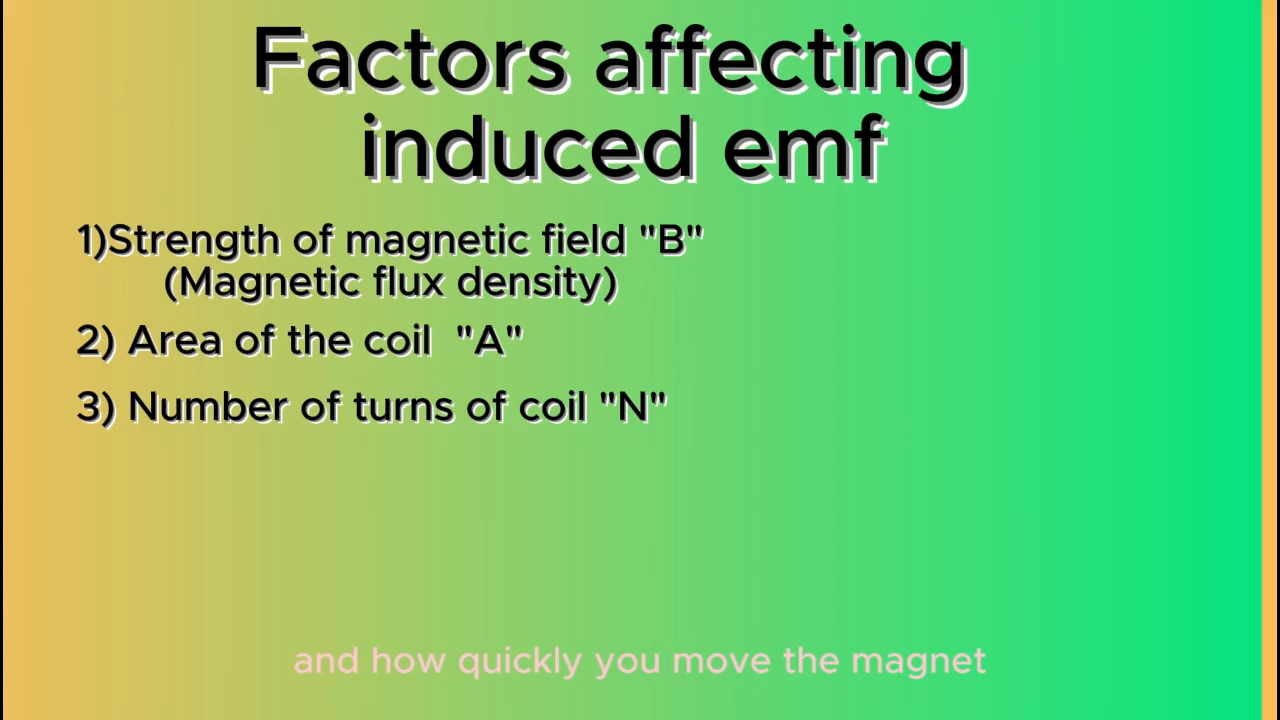 Factors affecting
induced emf
1)Strength of magnetic field "B"
(Magnetic flux density)
2) Area of the coil "A"
3) Number of turns of coil "N"
and how quickly you move the magnet